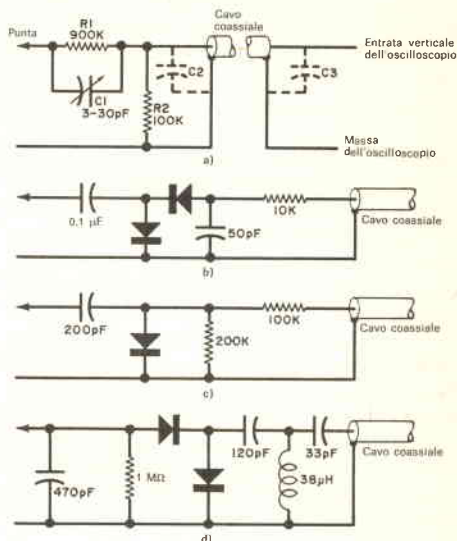 Punta
R1
900K
C1
3-30pF
R2
100K
C2
Cavo
coassiale
C3
Entrata verticale
dell'oscilloscopio
Massa
dell'oscilloscopio
a)
0,1 µF
50pF
10K
Cavo coassiale
b)
200pF
200K
100K
Cavo coassiale
c)
470pF
1 MΩ
120pF
38µH
33pF
Cavo coassiale
d)